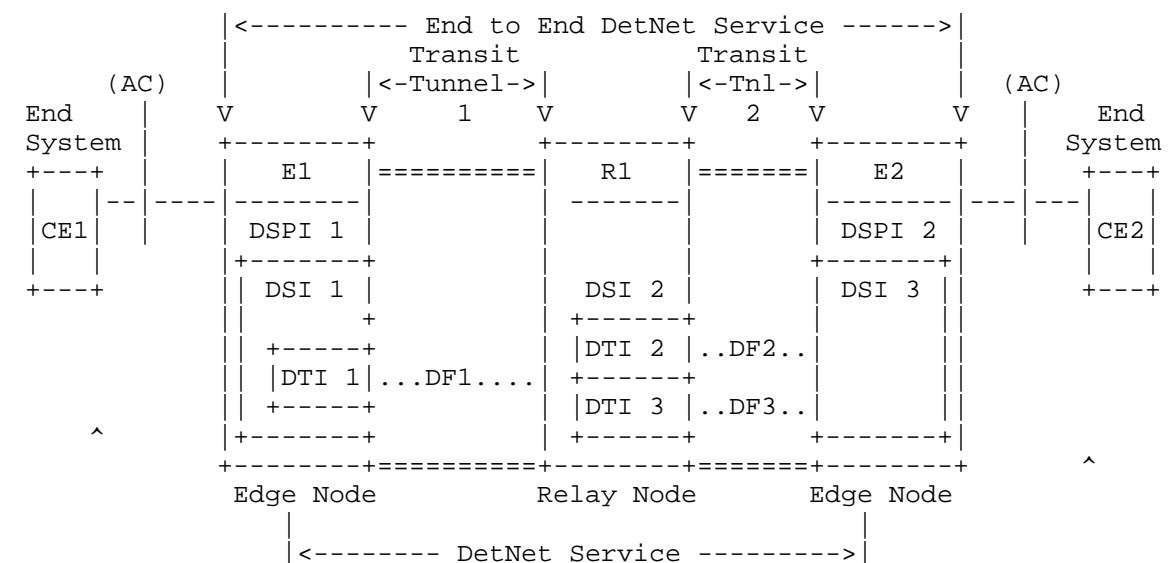 |<---------- End to End DetNet Service ------>|
Transit Transit
(AC) |<-Tunnel->| |<-Tnl->| (AC)
End | V V 1 V V 2 V V | End
System | +--------+ +--------+ +--------+ | System
+---+ | | E1 |==========| R1 |=======| E2 | | +---+
| |--|----|--------| | -------| |--------|---|---| |
|CE1| | | DSPI 1 | | | | DSPI 2 | | |CE2|
| | |+-------+ | | +-------+| | |
+---+ || DSI 1 | | DSI 2 | | DSI 3 || +---+
|| + | +------+ | ||
|| +-----+ | |DTI 2 |..DF2..| ||
|| |DTI 1|...DF1....| +------+ | ||
|| +-----+ | |DTI 3 |..DF3..| ||
^ |+-------+ | +------+ +-------+|
+--------+==========+--------+=======+--------+ ^
Edge Node Relay Node Edge Node
| |
|<-------- DetNet Service --------->|